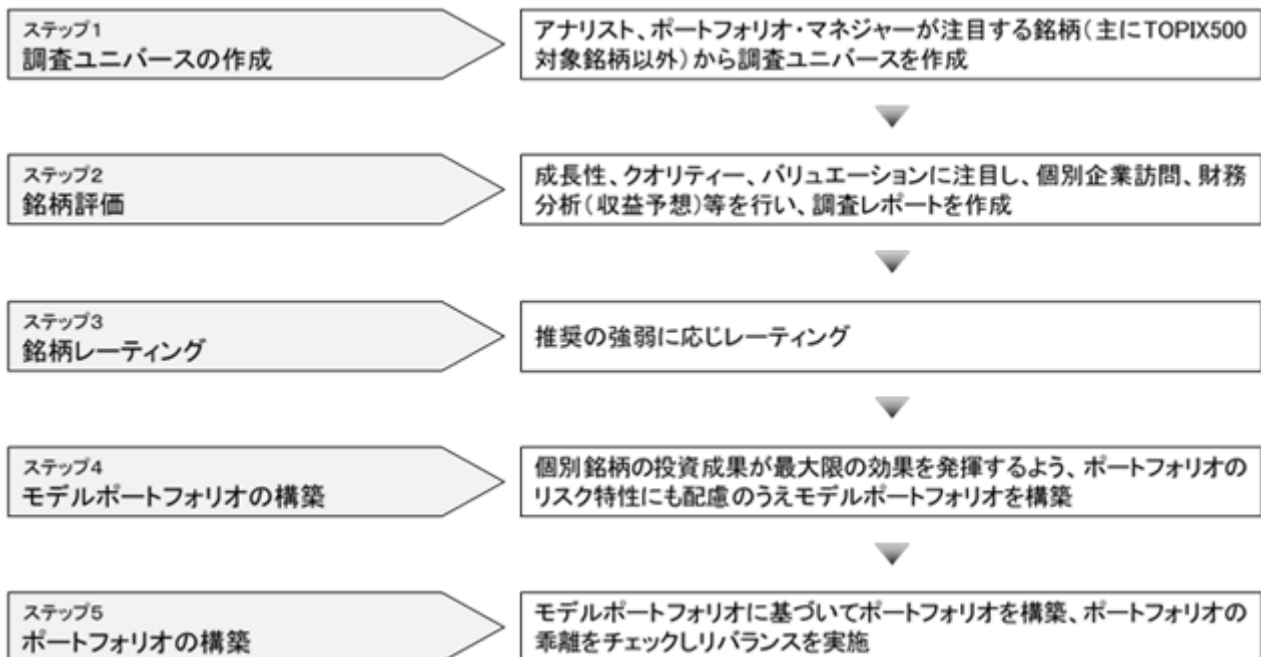 ステップ1
調査ユニバースの作成
アナリスト、ポートフォリオ・マネジャーが注目する銘柄(主にTOPIX500
対象銘柄以外)から調査ユニバースを作成
ステップ2
銘柄評価
成長性、クオリティー、バリュエーションに注目し、個別企業訪問、財務
分析(収益予想)等を行い、調査レポートを作成
ステップ3
銘柄レーティング
推奨の強弱に応じレーティング
ステップ4
モデルポートフォリオの構築
個別銘柄の投資成果が最大限の効果を発揮するよう、ポートフォリオの
リスク特性にも配慮のうえモデルポートフォリオを構築
ステップ5
ポートフォリオの構築
モデルポートフォリオに基づいてポートフォリオを構築、ポートフォリオの
乖離をチェックしリバランスを実施